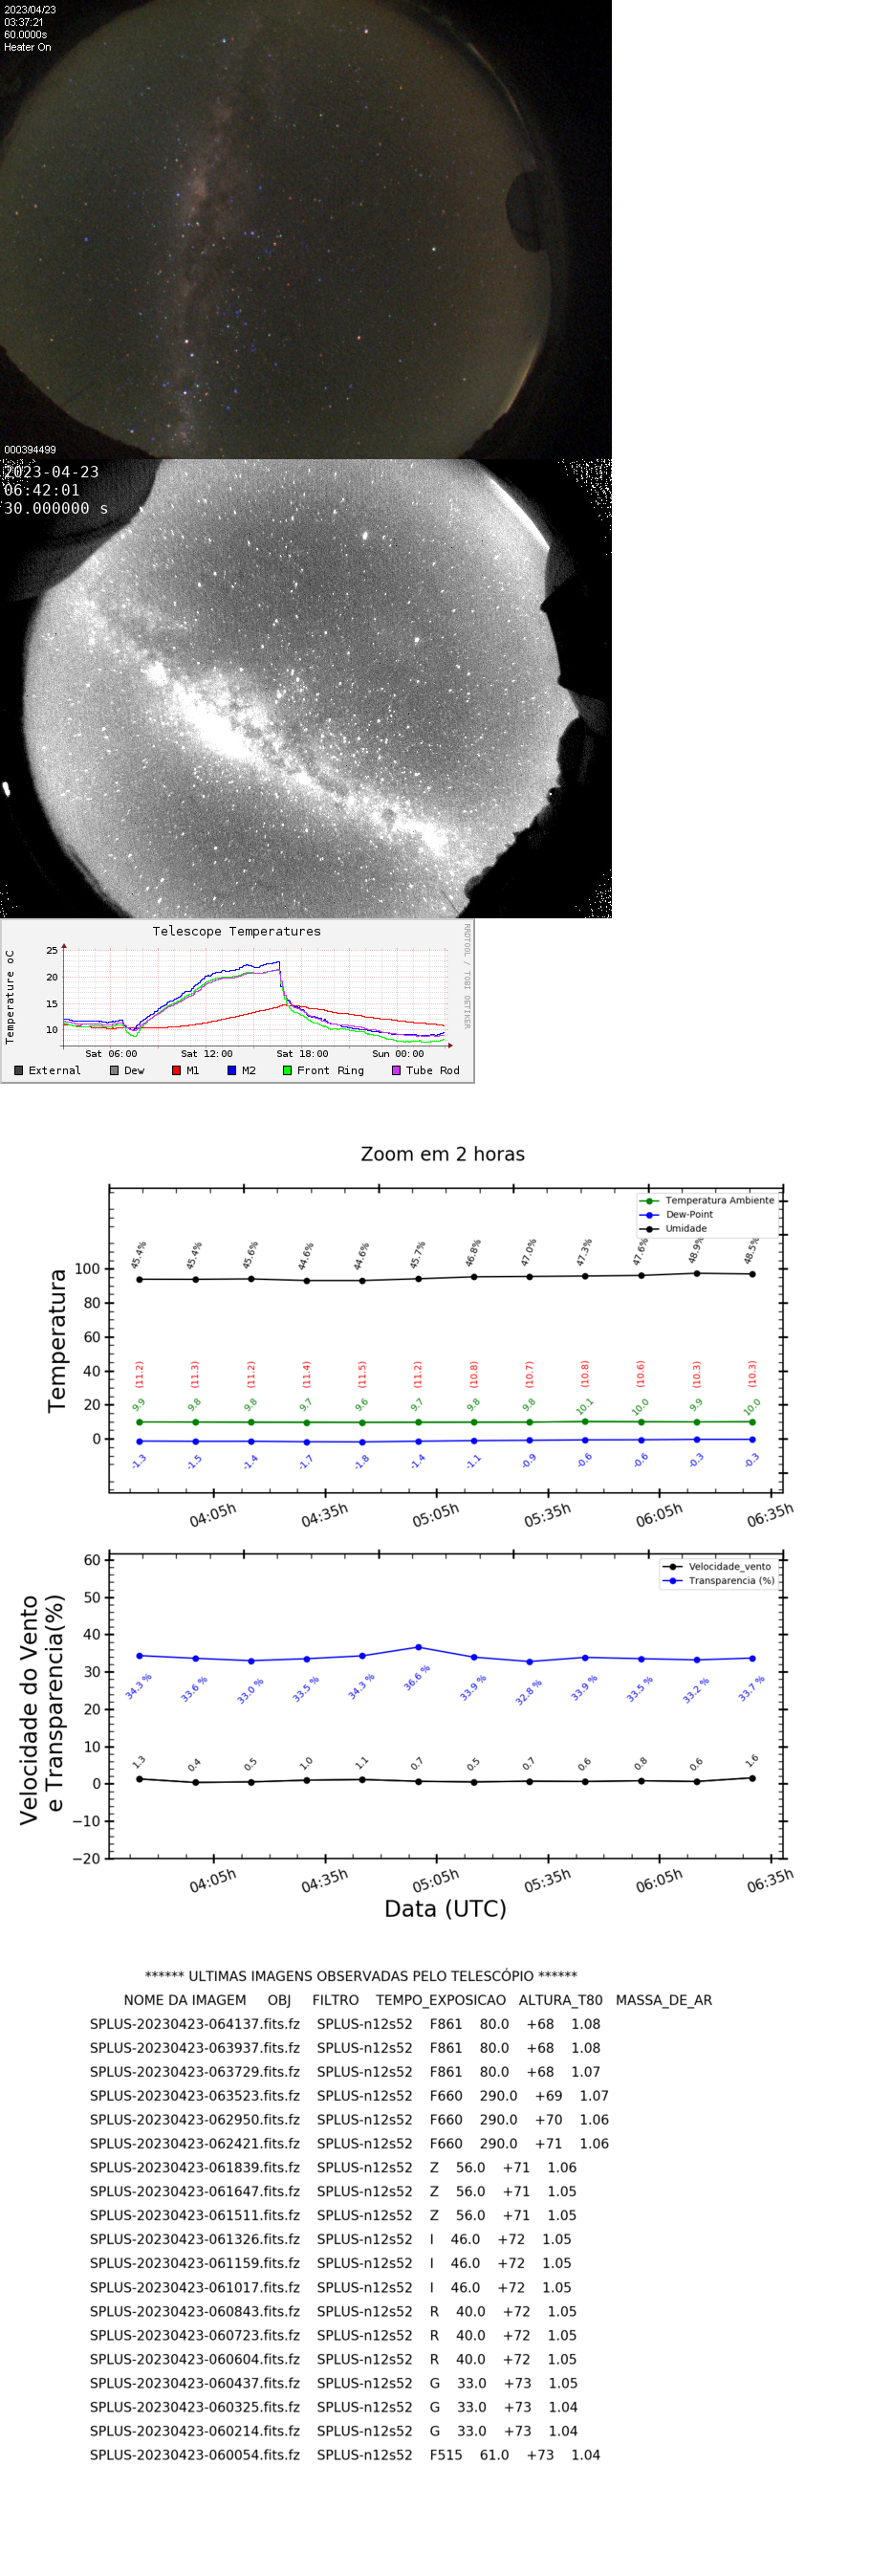 2023/04/23
03:37:21
60.0000s
Heater On
000394499
2023-04-23
06:42:01
30.000000 s
Telescope Temperatures
RRDTOOL / TOBI OETIKER
Temperature oC
25
20
15
10
Sat 06:00 Sat 12:00 Sat 18:00 Sun 00:00
External Dew M1 M2 Front Ring Tube Rod
Zoom em 2 horas
Temperatura Ambiente
Dew-Point
Umidade
Temperatura
100
80
60
40
20
0
45.4% 45.4% 45.6% 44.6% 44.6% 45.7% 46.8% 47.0% 47.3% 47.6% 48.9% 48.5%
(11.2) (11.3) (11.2) (11.4) (11.5) (11.2) (10.8) (10.7) (10.8) (10.6) (10.3) (10.3)
9.9 9.8 9.8 9.7 9.6 9.7 9.8 9.8 10.1 10.0 9.9 10.0
-1.3 -1.5 -1.4 -1.7 -1.8 -1.4 -1.1 -0.9 -0.6 -0.6 -0.3 -0.3
04:05h 04:35h 05:05h 05:35h 06:05h 06:35h
Velocidade_vento
Transparencia (%)
Velocidade do Vento
e Transparencia(%)
60
50
40
30
20
10
0
−10
−20
34.3 % 33.6 % 33.0 % 33.5 % 34.3 % 36.6 % 33.9 % 32.8 % 33.9 % 33.5 % 33.2 % 33.7 %
1.3 0.4 0.5 1.0 1.1 0.7 0.5 0.7 0.6 0.8 0.6 1.6
04:05h 04:35h 05:05h 05:35h 06:05h 06:35h
Data (UTC)
****** ULTIMAS IMAGENS OBSERVADAS PELO TELESCÓPIO ******
NOME DA IMAGEM OBJ FILTRO TEMPO_EXPOSICAO ALTURA_T80 MASSA_DE_AR
SPLUS-20230423-064137.fits.fz SPLUS-n12s52 F861 80.0 +68 1.08
SPLUS-20230423-063937.fits.fz SPLUS-n12s52 F861 80.0 +68 1.08
SPLUS-20230423-063729.fits.fz SPLUS-n12s52 F861 80.0 +68 1.07
SPLUS-20230423-063523.fits.fz SPLUS-n12s52 F660 290.0 +69 1.07
SPLUS-20230423-062950.fits.fz SPLUS-n12s52 F660 290.0 +70 1.06
SPLUS-20230423-062421.fits.fz SPLUS-n12s52 F660 290.0 +71 1.06
SPLUS-20230423-061839.fits.fz SPLUS-n12s52 Z 56.0 +71 1.06
SPLUS-20230423-061647.fits.fz SPLUS-n12s52 Z 56.0 +71 1.05
SPLUS-20230423-061511.fits.fz SPLUS-n12s52 Z 56.0 +71 1.05
SPLUS-20230423-061326.fits.fz SPLUS-n12s52 I 46.0 +72 1.05
SPLUS-20230423-061159.fits.fz SPLUS-n12s52 I 46.0 +72 1.05
SPLUS-20230423-061017.fits.fz SPLUS-n12s52 I 46.0 +72 1.05
SPLUS-20230423-060843.fits.fz SPLUS-n12s52 R 40.0 +72 1.05
SPLUS-20230423-060723.fits.fz SPLUS-n12s52 R 40.0 +72 1.05
SPLUS-20230423-060604.fits.fz SPLUS-n12s52 R 40.0 +72 1.05
SPLUS-20230423-060437.fits.fz SPLUS-n12s52 G 33.0 +73 1.05
SPLUS-20230423-060325.fits.fz SPLUS-n12s52 G 33.0 +73 1.04
SPLUS-20230423-060214.fits.fz SPLUS-n12s52 G 33.0 +73 1.04
SPLUS-20230423-060054.fits.fz SPLUS-n12s52 F515 61.0 +73 1.04